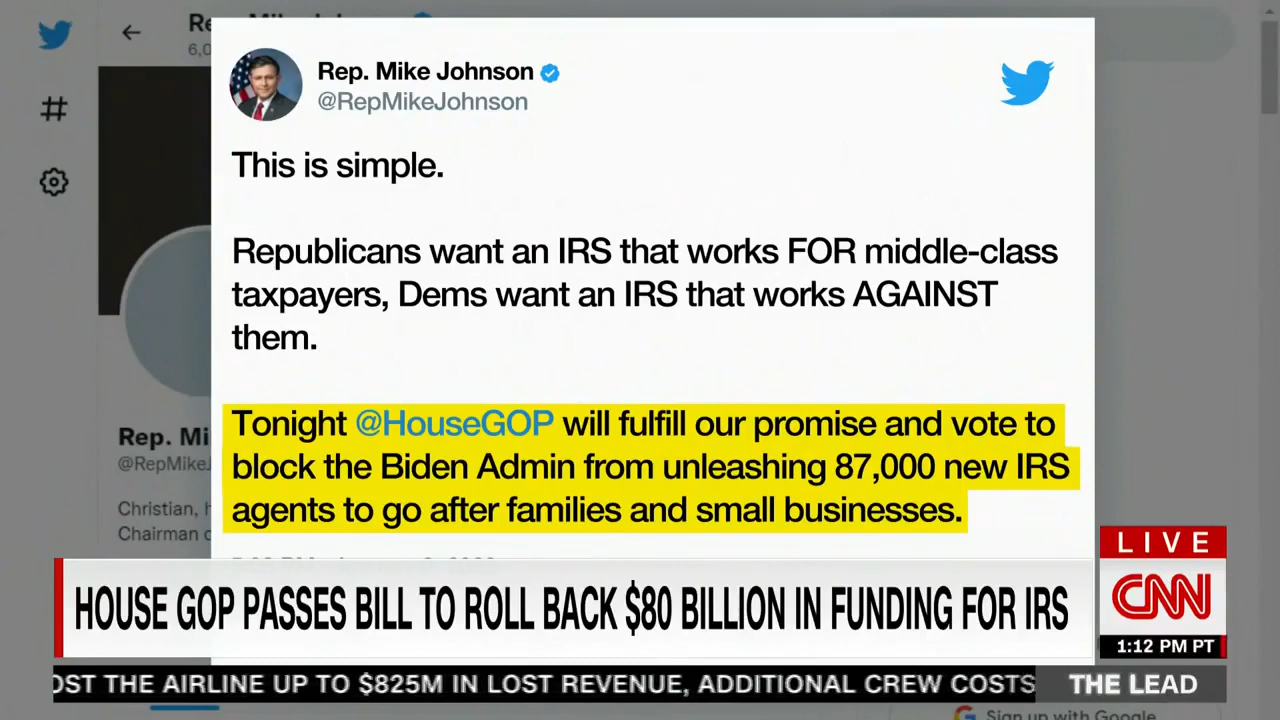 Rep. Mike Johnson
@RepMikeJohnson
This is simple.
Republicans want an IRS that works FOR middle-class
taxpayers, Dems want an IRS that works AGAINST
them.
Tonight @HouseGOP will fulfill our promise and vote to
block the Biden Admin from unleashing 87,000 new IRS
agents to go after families and small businesses.
Rep. Mi
@RepMikeJ
Christian, h
Chairman o
LIVE
CNN
1:12 PM PT
HOUSE GOP PASSES BILL TO ROLL BACK $80 BILLION IN FUNDING FOR IRS
OST THE AIRLINE UP TO $825M IN LOST REVENUE, ADDITIONAL CREW COSTS
THE LEAD
Sign up with Google